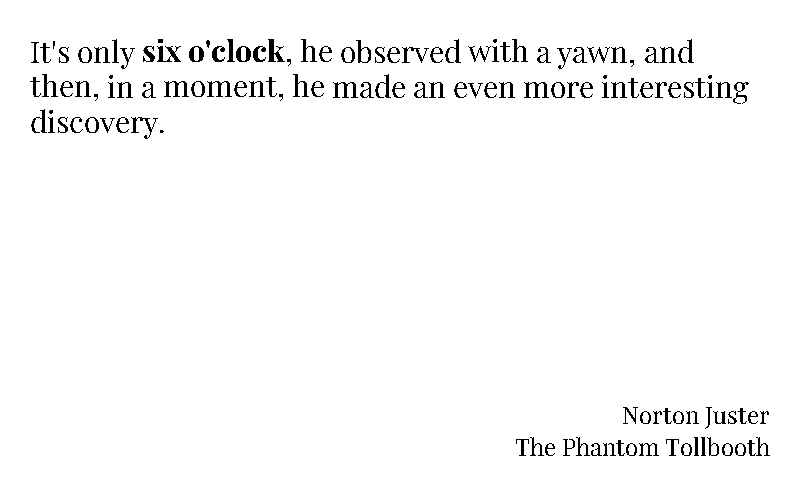 It's only six o'clock, he observed with a yawn, and
then, in a moment, he made an even more interesting
discovery.
Norton Juster
The Phantom Tollbooth